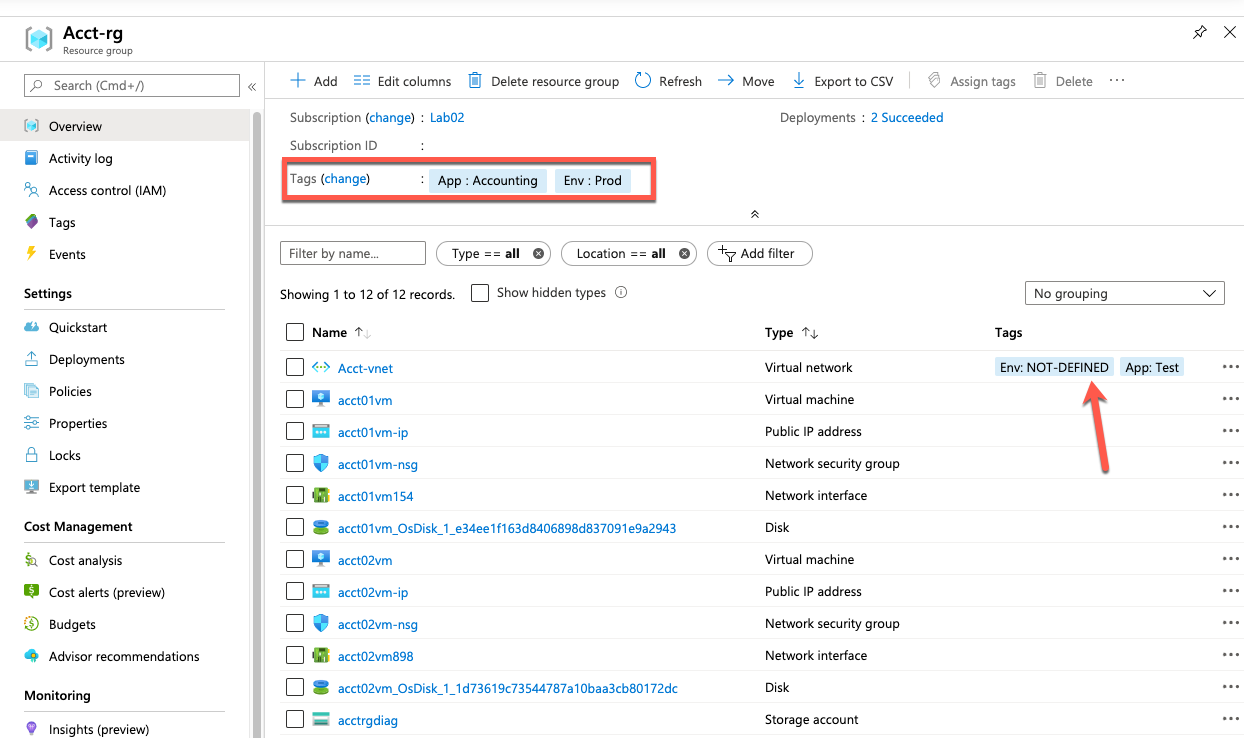 Acct-rg
Resource group
Search (Cmd+/)
«
Overview
Activity log
Access control (IAM)
Tags
Events
Settings
Quickstart
Deployments
Policies
Properties
Locks
Export template
Cost Management
Cost analysis
Cost alerts (preview)
Budgets
Advisor recommendations
Monitoring
Insights (preview)
Add Edit columns Delete resource group Refresh Move Export to CSV Assign tags Delete ...
Subscription (change) : Lab02 Deployments : 2 Succeeded
Subscription ID :
Tags (change) : App : Accounting Env : Prod
Filter by name... Type == all Location == all Add filter
Showing 1 to 12 of 12 records. Show hidden types No grouping
Name Type Tags
Acct-vnet Virtual network Env: NOT-DEFINED App: Test ...
acct01vm Virtual machine ...
acct01vm-ip Public IP address ...
acct01vm-nsg Network security group ...
acct01vm154 Network interface ...
acct01vm_OsDisk_1_e34ee1f163d8406898d837091e9a2943 Disk ...
acct02vm Virtual machine ...
acct02vm-ip Public IP address ...
acct02vm-nsg Network security group ...
acct02vm898 Network interface ...
acct02vm_OsDisk_1_1d73619c73544787a10baa3cb80172dc Disk ...
acctrgdiag Storage account ...